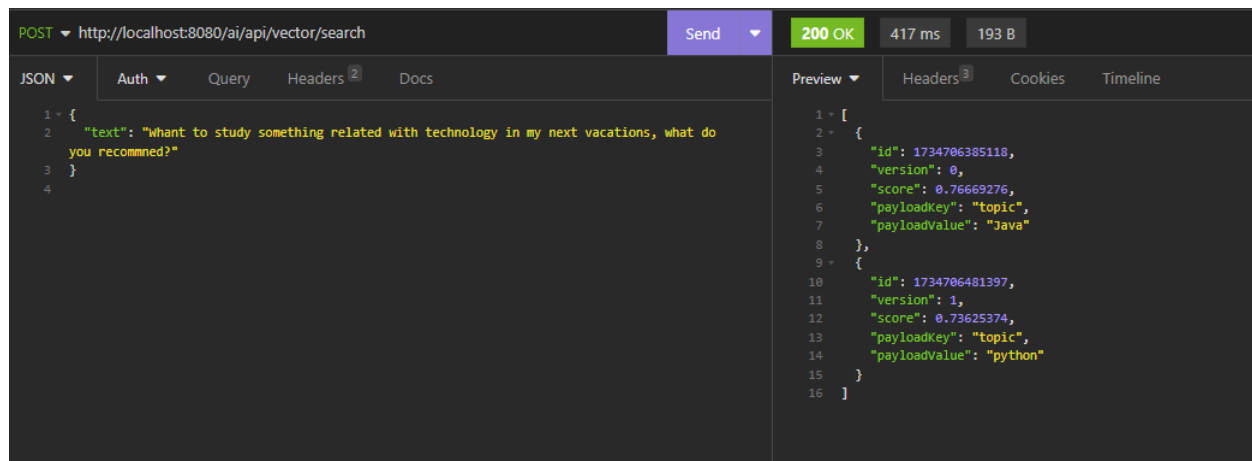 POST http://localhost:8080/ai/api/vector/search
Send
200 OK
417 ms
193 B
JSON
Auth
Query
Headers 2
Docs
Preview
Headers 3
Cookies
Timeline
1 {
2 "text": "Whant to study something related with technology in my next vacations, what do
you recommned?"
3 }
4
1 [
2 {
3 "id": 1734706385118,
4 "version": 0,
5 "score": 0.76669276,
6 "payloadKey": "topic",
7 "payloadValue": "Java"
8 },
9 {
10 "id": 1734706481397,
11 "version": 1,
12 "score": 0.73625374,
13 "payloadKey": "topic",
14 "payloadValue": "python"
15 }
16 ]